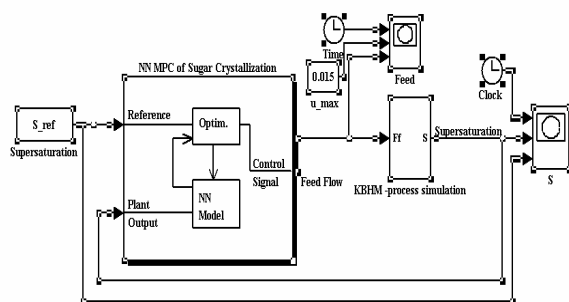 NN MPC of Sugar Crystallization
Time
Feed
0.015
u_max
Clock
S_ref
Supersaturation
Reference
Optim.
Control
Signal
Feed Flow
Plant
Output
NN
Model
Ff S
Supersaturation
KBHM -process simulation
S